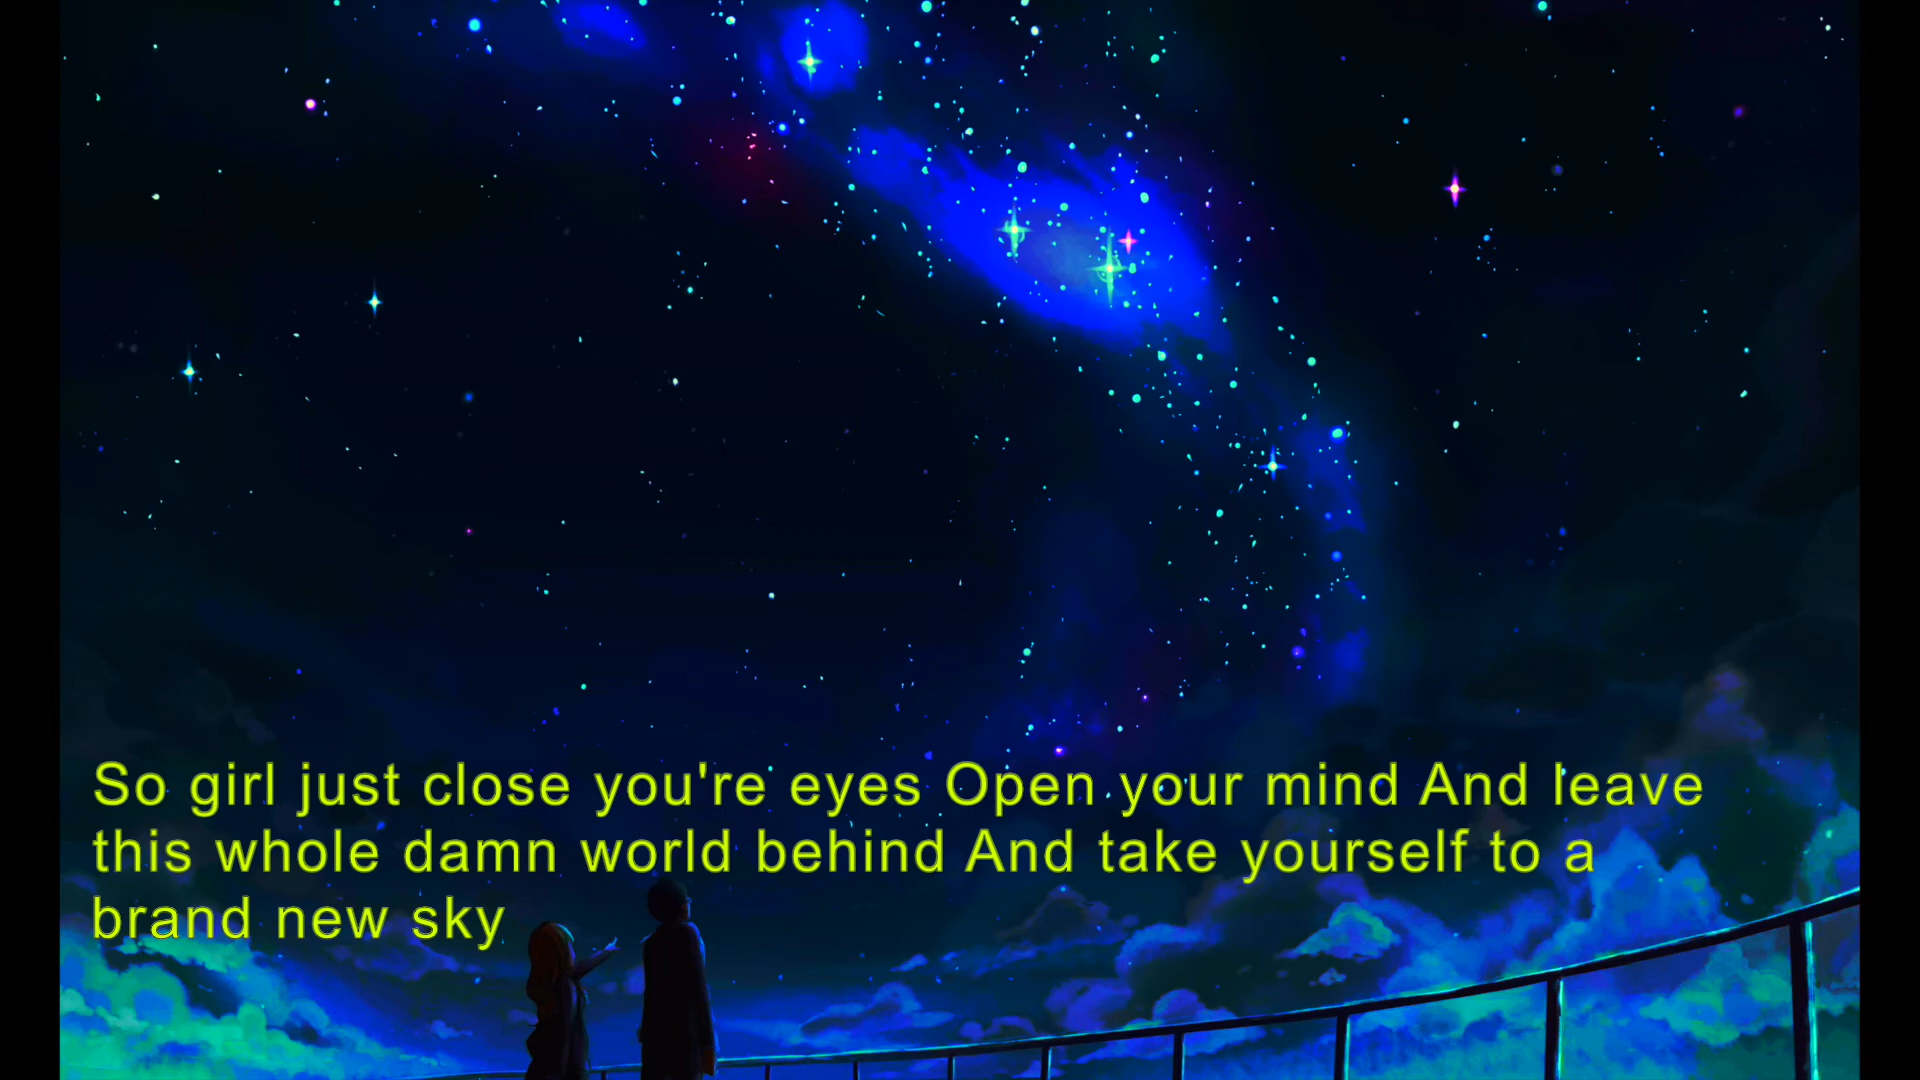 So girl just close you're eyes Open your mind And leave
this whole damn world behind And take yourself to a
brand new sky